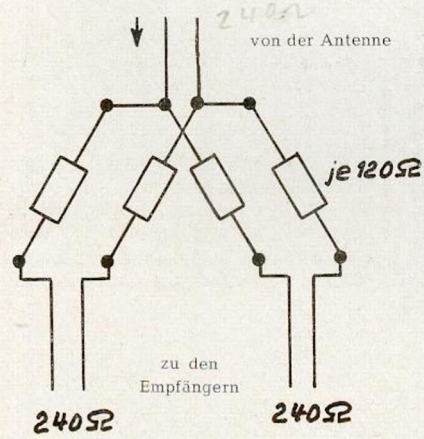 240Ω
von der Antenne
je 120Ω
zu den
Empfängern
240Ω
240Ω